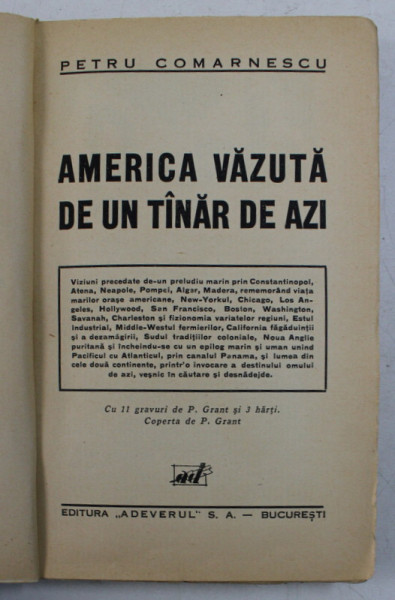 PETRU COMARNESCU
AMERICA VĂZUTĂ
DE UN TÎNĂR DE AZI
Viziuni precedate de-un preludiu marin prin Constantinopol,
Atena, Neapole, Pompei, Alger, Madera, rememorând viața
marilor orașe americane, New-Yorkul, Chicago, Los An-
geles, Hollywood, San Francisco, Boston, Washington,
Savanah, Charleston și fizionomia variatelor regiuni, Estul
Industrial, Middle-Westul fermierilor, California făgăduinții
și a dezamăgirii, Sudul tradițiilor coloniale, Noua Anglie
puritană și încheindu-se cu un epilog marin și uman unind
Pacificul cu Atlanticul, prin canalul Panama, și lumea din
cele două continente, printr'o invocare a destinului omului
de azi, veșnic în căutare și desnădejde.
Cu 11 gravuri de P. Grant și 3 hărți.
Coperta de P. Grant
ad
EDITURA „ADEVERUL" S. A. — BUCUREȘTI